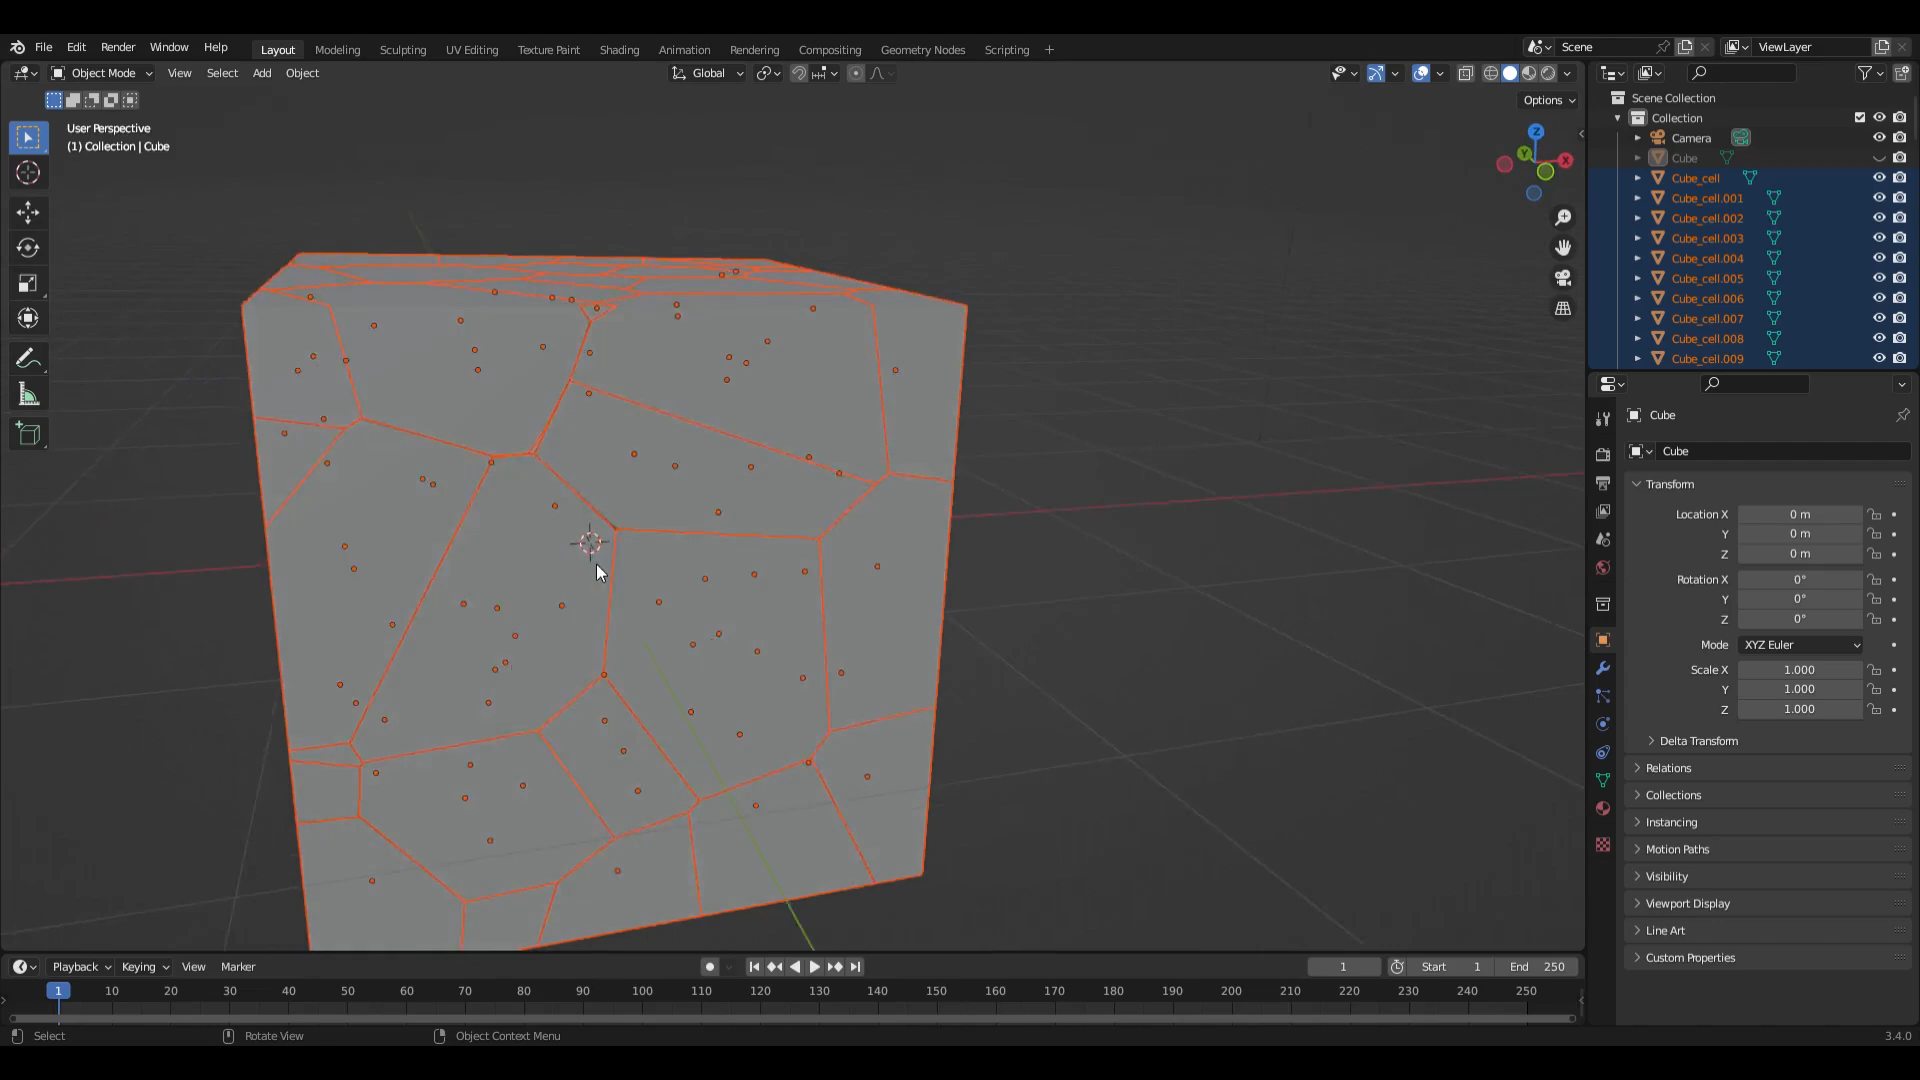 File Edit Render Window Help Layout Modeling Sculpting UV Editing Texture Paint Shading Animation Rendering Compositing Geometry Nodes Scripting + Scene ViewLayer
Object Mode View Select Add Object Global
Options
User Perspective
(1) Collection | Cube
Z
Y
X
Scene Collection
Collection
Camera
Cube
Cube_cell
Cube_cell.001
Cube_cell.002
Cube_cell.003
Cube_cell.004
Cube_cell.005
Cube_cell.006
Cube_cell.007
Cube_cell.008
Cube_cell.009
Cube
Cube
Transform
Location X 0 m
Y 0 m
Z 0 m
Rotation X 0°
Y 0°
Z 0°
Mode XYZ Euler
Scale X 1.000
Y 1.000
Z 1.000
Delta Transform
Relations
Collections
Instancing
Motion Paths
Visibility
Viewport Display
Line Art
Custom Properties
Playback Keying View Marker 1 Start 1 End 250
1 10 20 30 40 50 60 70 80 90 100 110 120 130 140 150 160 170 180 190 200 210 220 230 240 250
Select Rotate View Object Context Menu 3.4.0